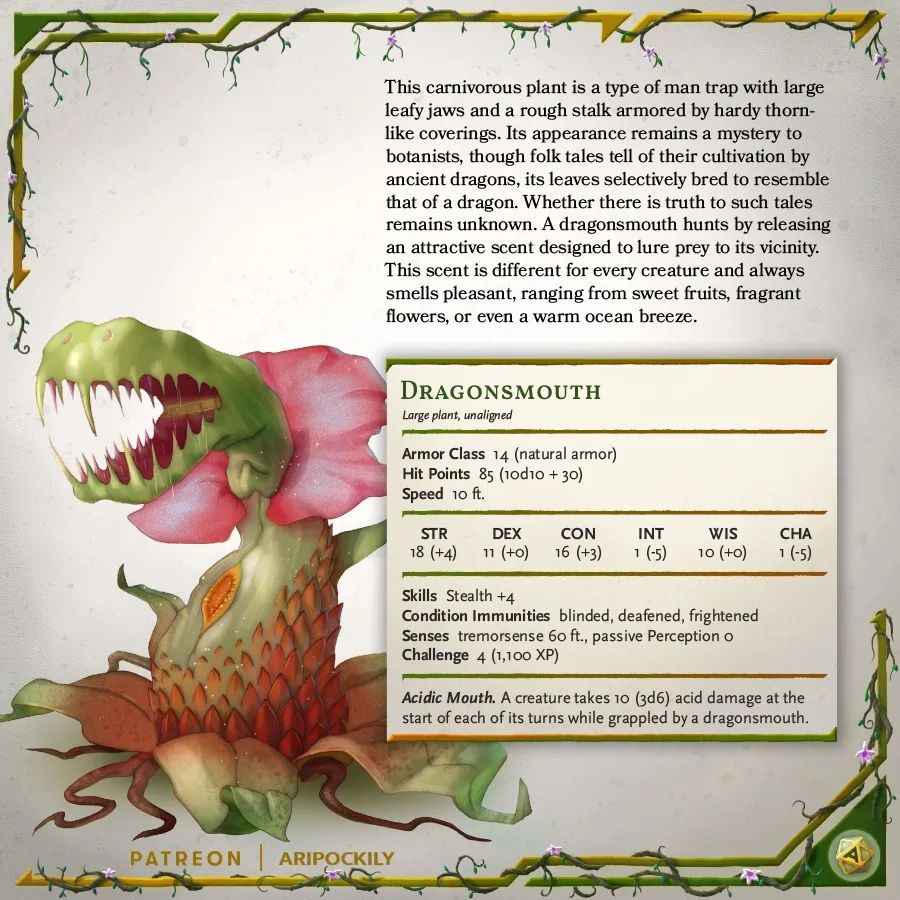 This carnivorous plant is a type of man trap with large
leafy jaws and a rough stalk armored by hardy thorn-
like coverings. Its appearance remains a mystery to
botanists, though folk tales tell of their cultivation by
ancient dragons, its leaves selectively bred to resemble
that of a dragon. Whether there is truth to such tales
remains unknown. A dragonsmouth hunts by releasing
an attractive scent designed to lure prey to its vicinity.
This scent is different for every creature and always
smells pleasant, ranging from sweet fruits, fragrant
flowers, or even a warm ocean breeze.
Dragonsmouth
Large plant, unaligned
Armor Class 14 (natural armor)
Hit Points 85 (10d10 + 30)
Speed 10 ft.
STR DEX CON INT WIS CHA
18 (+4) 11 (+0) 16 (+3) 1 (-5) 10 (+0) 1 (-5)
Skills Stealth +4
Condition Immunities blinded, deafened, frightened
Senses tremorsense 60 ft., passive Perception 0
Challenge 4 (1,100 XP)
Acidic Mouth. A creature takes 10 (3d6) acid damage at the
start of each of its turns while grappled by a dragonsmouth.
PATREON | ARIPOCKILY
A